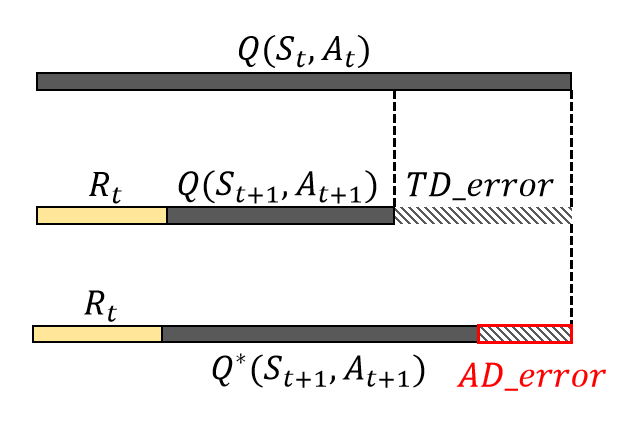 Q(S_t, A_t)
R_t Q(S_{t+1}, A_{t+1}) TD_error
R_t
Q^*(S_{t+1}, A_{t+1}) AD_error